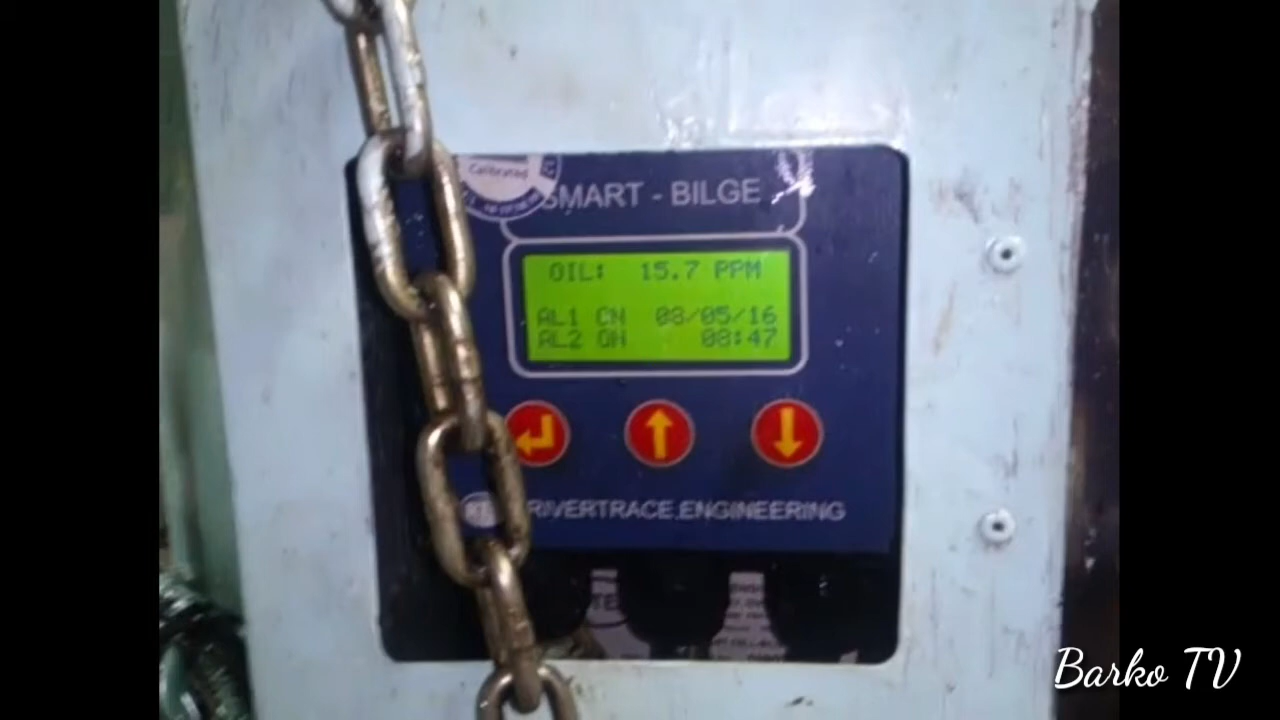 Calibrated
SMART - BILGE
OIL: 15.7 PPM
AL1 ON 08/05/16
AL2 ON 08:47
RIVERTRACE ENGINEERING
Barko TV